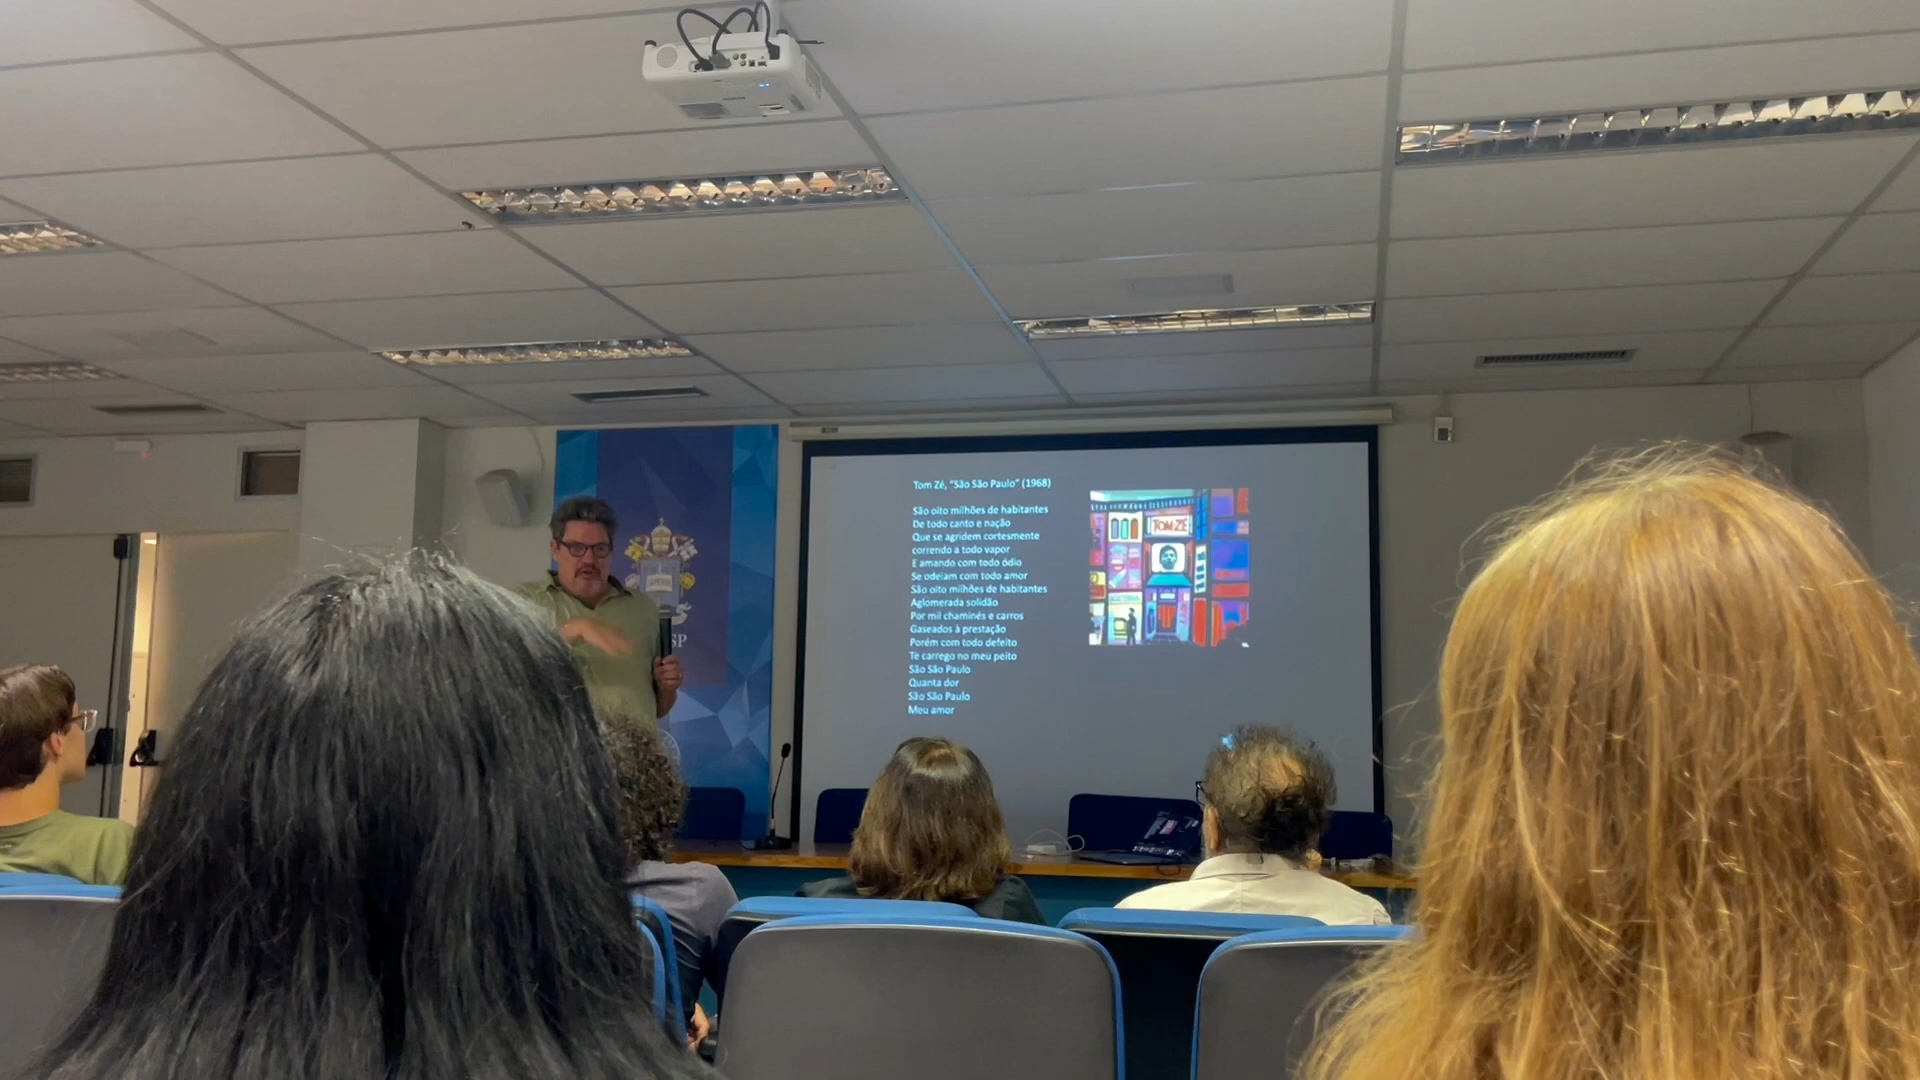 Tom Zé, "São São Paulo" (1968)
São oito milhões de habitantes
De todo canto e nação
Que se agridem cortesmente
correndo a todo vapor
E amando com todo ódio
Se odeiam com todo amor
São oito milhões de habitantes
Aglomerada solidão
Por mil chaminés e carros
Gaseados à prestação
Porém com todo defeito
Te carrego no meu peito
São São Paulo
Quanta dor
São São Paulo
Meu amor
TOM ZÉ
SP